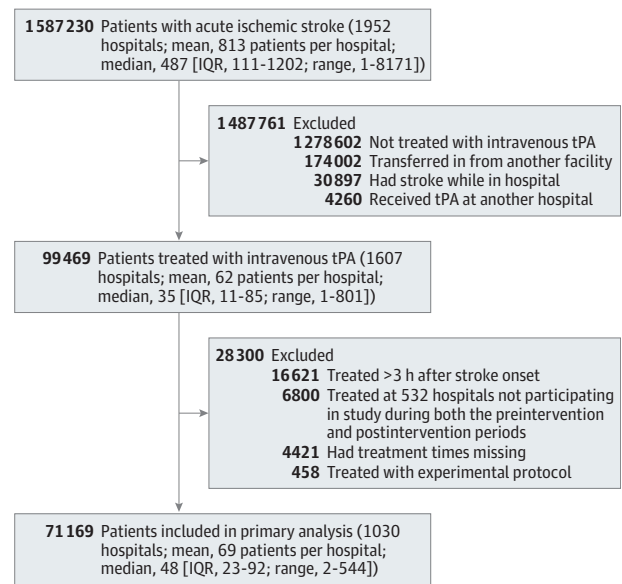 1587230 Patients with acute ischemic stroke (1952
hospitals; mean, 813 patients per hospital;
median, 487 [IQR, 111-1202; range, 1-8171])
1487761 Excluded
1278602 Not treated with intravenous tPA
174002 Transferred in from another facility
30897 Had stroke while in hospital
4260 Received tPA at another hospital
99469 Patients treated with intravenous tPA (1607
hospitals; mean, 62 patients per hospital;
median, 35 [IQR, 11-85; range, 1-801])
28300 Excluded
16621 Treated >3 h after stroke onset
6800 Treated at 532 hospitals not participating
in study during both the preintervention
and postintervention periods
4421 Had treatment times missing
458 Treated with experimental protocol
71169 Patients included in primary analysis (1030
hospitals; mean, 69 patients per hospital;
median, 48 [IQR, 23-92; range, 2-544])